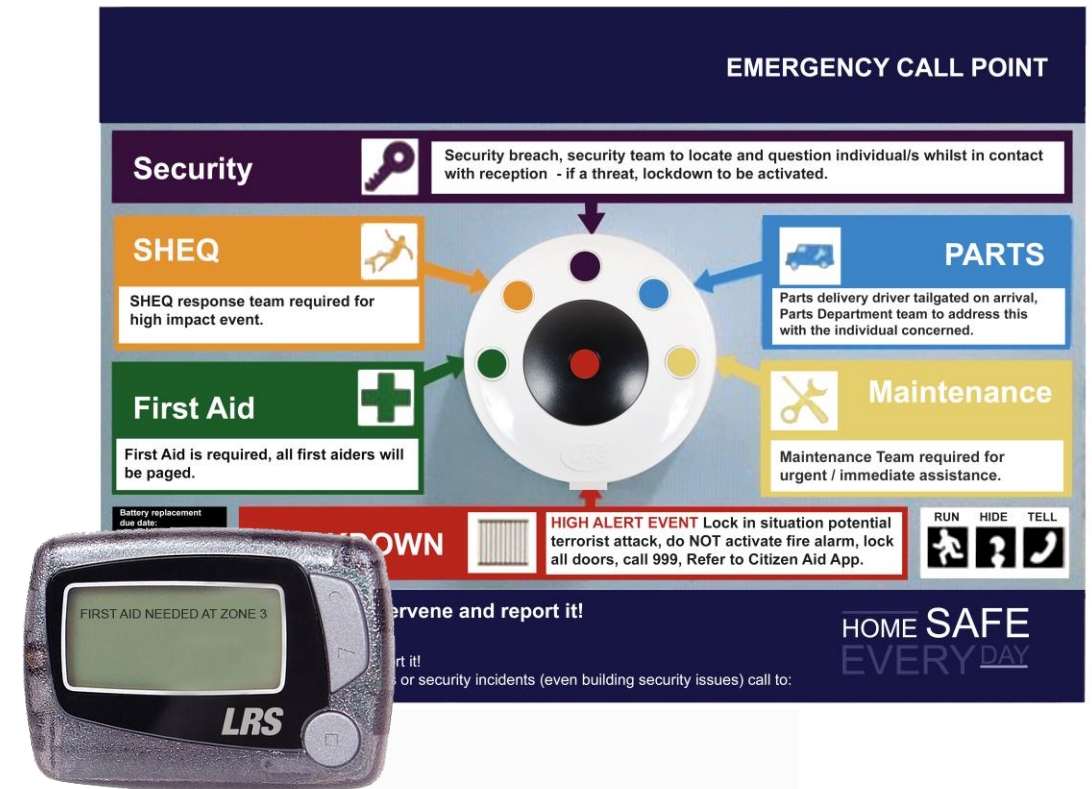 EMERGENCY CALL POINT
Security
Security breach, security team to locate and question individual/s whilst in contact
with reception - if a threat, lockdown to be activated.
SHEQ
SHEQ response team required for
high impact event.
PARTS
Parts delivery driver tailgated on arrival,
Parts Department team to address this
with the individual concerned.
First Aid
First Aid is required, all first aiders will
be paged.
Maintenance
Maintenance Team required for
urgent / immediate assistance.
LRS
Battery replacement
due date:
DOWN
HIGH ALERT EVENT Lock in situation potential
terrorist attack, do NOT activate fire alarm, lock
all doors, call 999, Refer to Citizen Aid App.
RUN HIDE TELL
FIRST AID NEEDED AT ZONE 3
LRS
ervene and report it!
rt it!
or security incidents (even building security issues) call to:
HOME SAFE
EVERY DAY